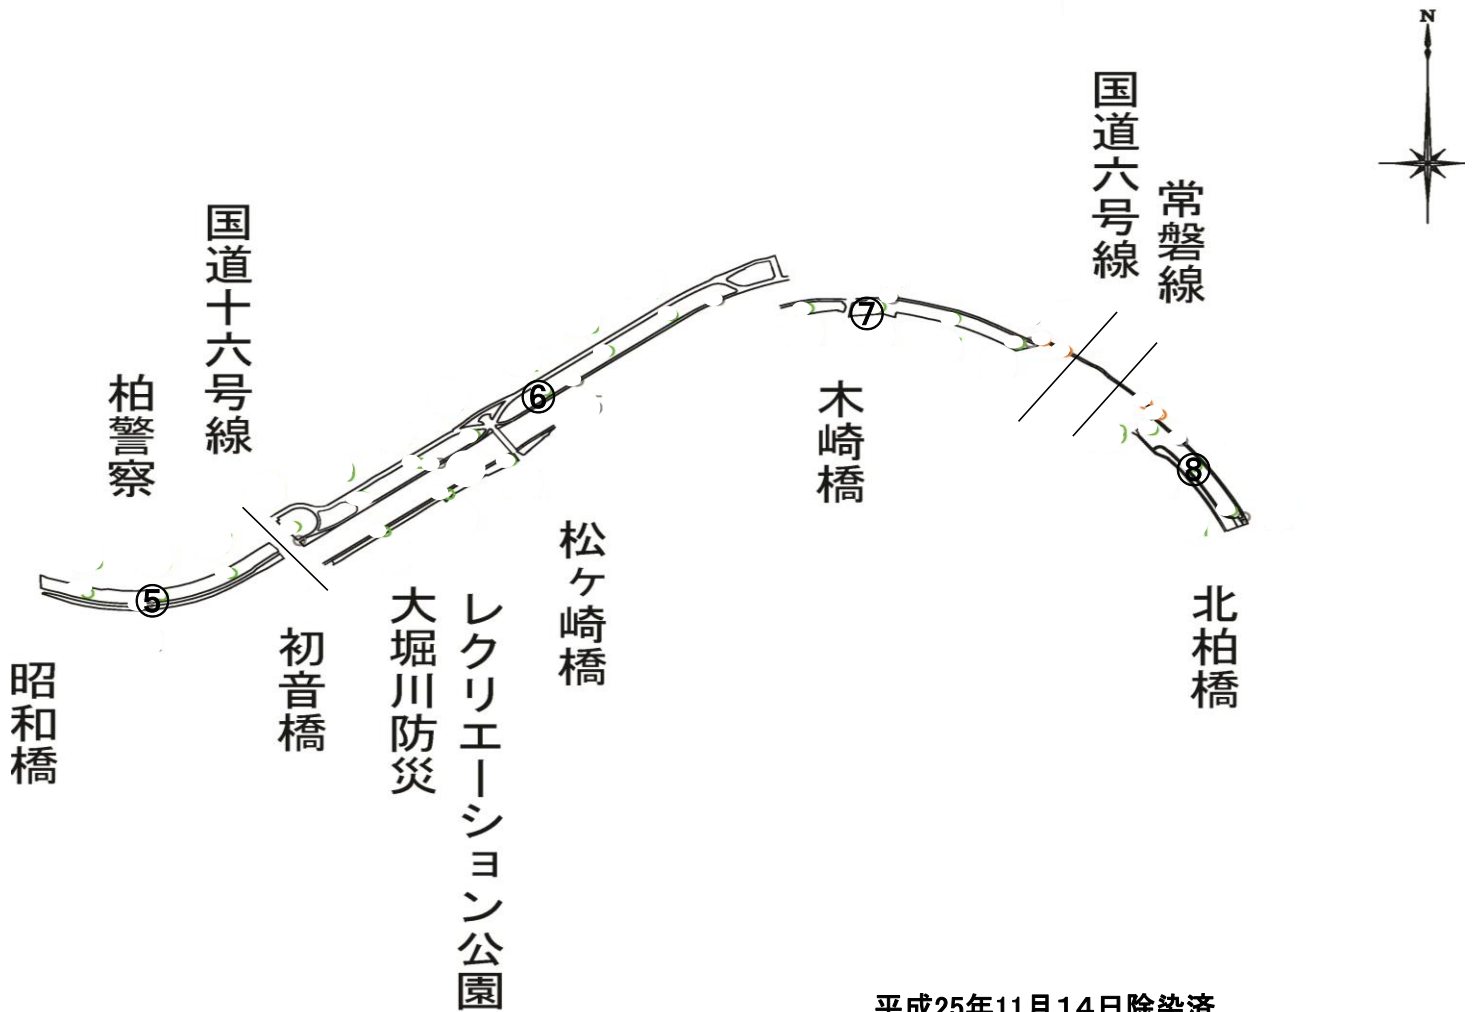 N
国道六号線
常磐線
国道十六号線
柏警察
⑦
⑥
木崎橋
⑧
松ヶ崎橋
⑤
大堀川防災
レクリエーション公園
北柏橋
初音橋
昭和橋
平成25年11月14日除染済